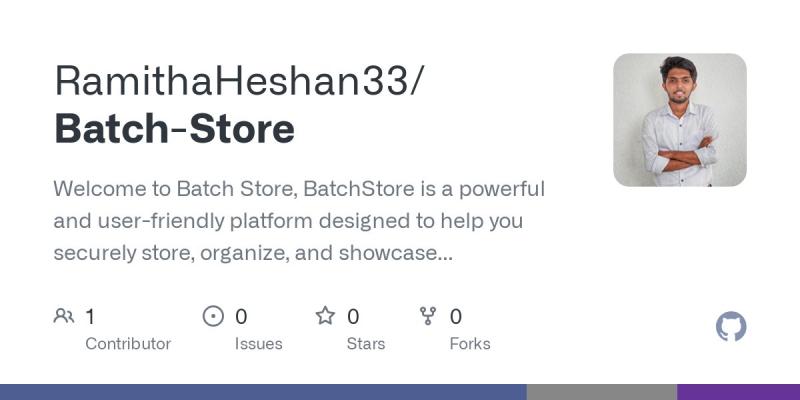 RamithaHeshan33/
Batch-Store
Welcome to Batch Store, BatchStore is a powerful
and user-friendly platform designed to help you
securely store, organize, and showcase...
1 0 0 0
Contributor Issues Stars Forks